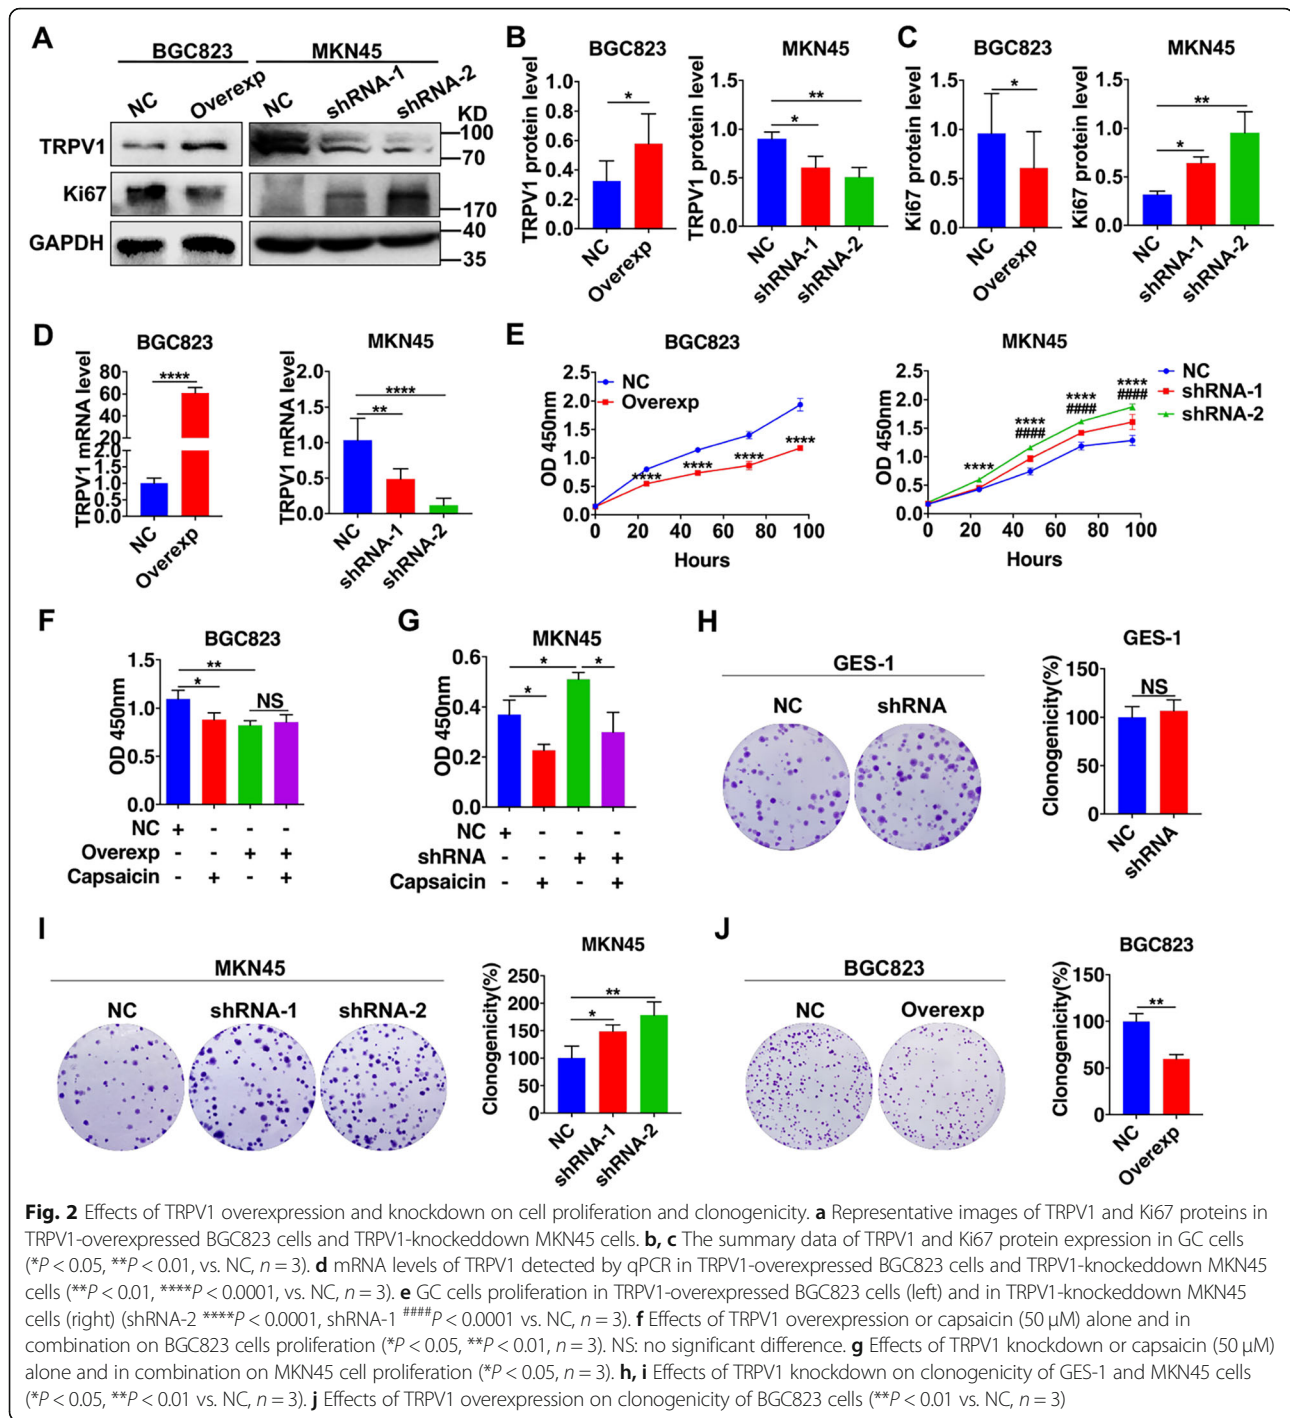 A
BGC823
MKN45
NC
Overexp
NC
shRNA-1
shRNA-2
KD
TRPV1
100
70
Ki67
170
GAPDH
40
35
B
BGC823
TRPV1 protein level
1.0
0.8
0.6
0.4
0.2
0.0
*
NC
Overexp
MKN45
TRPV1 protein level
1.5
1.0
0.5
0.0
**
*
NC
shRNA-1
shRNA-2
C
BGC823
Ki67 protein level
1.5
1.0
0.5
0.0
*
NC
Overexp
MKN45
Ki67 protein level
1.5
1.0
0.5
0.0
**
*
NC
shRNA-1
shRNA-2
D
BGC823
TRPV1 mRNA level
80
60
40
20
2.0
1.5
1.0
0.5
0.0
****
NC
Overexp
MKN45
TRPV1 mRNA level
2.0
1.5
1.0
0.5
0.0
****
**
NC
shRNA-1
shRNA-2
E
BGC823
OD 450nm
2.5
2.0
1.5
1.0
0.5
0.0
NC
Overexp
**** **** **** ****
0 20 40 60 80 100
Hours
MKN45
OD 450nm
2.5
2.0
1.5
1.0
0.5
0.0
NC
shRNA-1
shRNA-2
****
****
####
****
####
****
####
0 20 40 60 80 100
Hours
F
BGC823
OD 450nm
1.5
1.0
0.5
0.0
**
*
NS
NC + - - -
Overexp - - + +
Capsaicin - + - +
G
MKN45
OD 450nm
0.6
0.4
0.2
0.0
* *
*
NC + - - -
shRNA - - + +
Capsaicin - + - +
H
GES-1
NC shRNA
GES-1
Clonogenicity(%)
150
100
50
0
NS
NC
shRNA
I
MKN45
NC shRNA-1 shRNA-2
MKN45
Clonogenicity(%)
250
200
150
100
50
0
**
*
NC
shRNA-1
shRNA-2
J
BGC823
NC Overexp
BGC823
Clonogenicity(%)
150
100
50
0
**
NC
Overexp
Fig. 2 Effects of TRPV1 overexpression and knockdown on cell proliferation and clonogenicity. a Representative images of TRPV1 and Ki67 proteins in
TRPV1-overexpressed BGC823 cells and TRPV1-knockeddown MKN45 cells. b, c The summary data of TRPV1 and Ki67 protein expression in GC cells
(*P < 0.05, **P < 0.01, vs. NC, n = 3). d mRNA levels of TRPV1 detected by qPCR in TRPV1-overexpressed BGC823 cells and TRPV1-knockeddown MKN45
cells (**P < 0.01, ****P < 0.0001, vs. NC, n = 3). e GC cells proliferation in TRPV1-overexpressed BGC823 cells (left) and in TRPV1-knockeddown MKN45
cells (right) (shRNA-2 ****P < 0.0001, shRNA-1 ####P < 0.0001 vs. NC, n = 3). f Effects of TRPV1 overexpression or capsaicin (50 μM) alone and in
combination on BGC823 cells proliferation (*P < 0.05, **P < 0.01, n = 3). NS: no significant difference. g Effects of TRPV1 knockdown or capsaicin (50 μM)
alone and in combination on MKN45 cell proliferation (*P < 0.05, n = 3). h, i Effects of TRPV1 knockdown on clonogenicity of GES-1 and MKN45 cells
(*P < 0.05, **P < 0.01 vs. NC, n = 3). j Effects of TRPV1 overexpression on clonogenicity of BGC823 cells (**P < 0.01 vs. NC, n = 3)